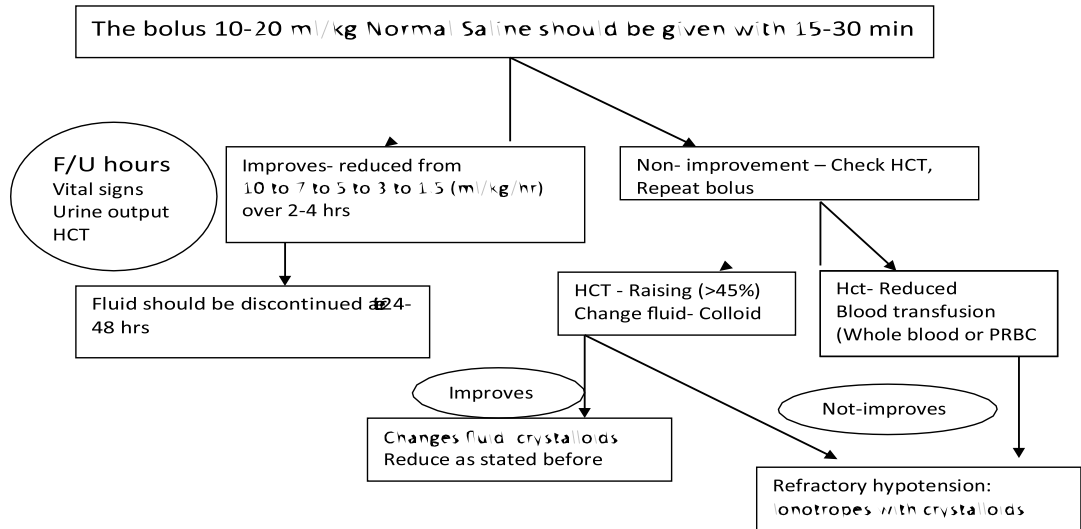 The bolus 10-20 ml/kg Normal Saline should be given with 15-30 min
F/U hours
Vital signs
Urine output
HCT
Improves- reduced from
10 to 7 to 5 to 3 to 1.5 (ml/kg/hr)
over 2-4 hrs
Non- improvement – Check HCT,
Repeat bolus
Fluid should be discontinued 24-
48 hrs
HCT - Raising (>45%)
Change fluid- Colloid
Hct- Reduced
Blood transfusion
(Whole blood or PRBC
Improves
Not-improves
Changes fluid crystalloids
Reduce as stated before
Refractory hypotension:
Ionotropes with crystalloids